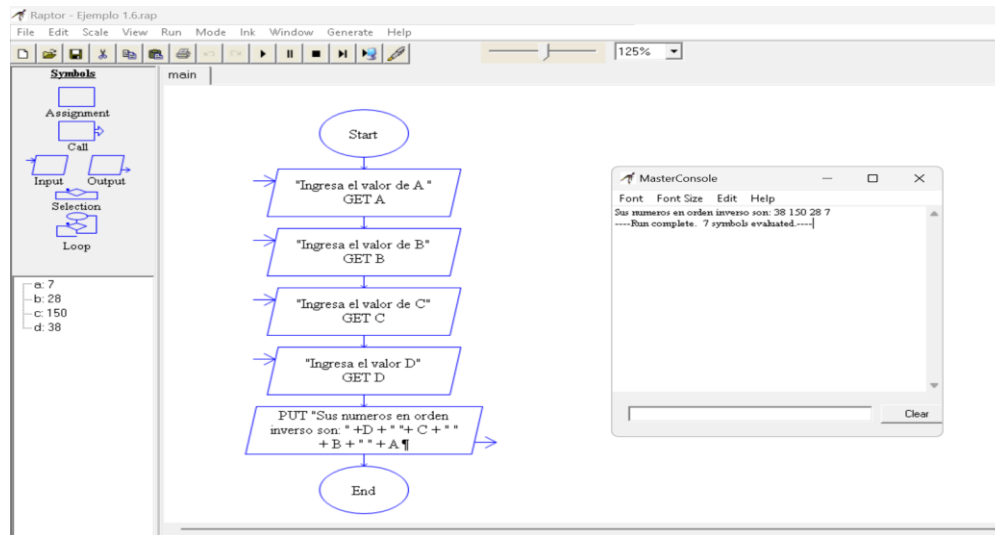 Raptor - Ejemplo 1.6.rap
File Edit Scale View Run Mode Ink Window Generate Help
125%
Symbols
Assignment
Call
Input Output
Selection
Loop
a: 7
b: 28
c: 150
d: 38
main
Start
"Ingresa el valor de A "
GET A
"Ingresa el valor de B"
GET B
"Ingresa el valor de C"
GET C
"Ingresa el valor D"
GET D
PUT "Sus numeros en orden
inverso son: " +D + " "+ C + " "
+ B + " " + A ¶
End
MasterConsole
Font Font Size Edit Help
Sus numeros en orden inverso son: 38 150 28 7
----Run complete. 7 symbols evaluated.----
Clear